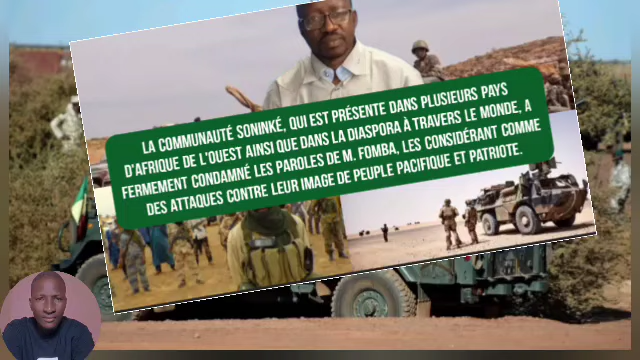 LA COMMUNAUTÉ SONINKÉ, QUI EST PRÉSENTE DANS PLUSIEURS PAYS
D'AFRIQUE DE L'OUEST AINSI QUE DANS LA DIASPORA À TRAVERS LE MONDE, A
FERMEMENT CONDAMNÉ LES PAROLES DE M. FOMBA, LES CONSIDÉRANT COMME
DES ATTAQUES CONTRE LEUR IMAGE DE PEUPLE PACIFIQUE ET PATRIOTE.